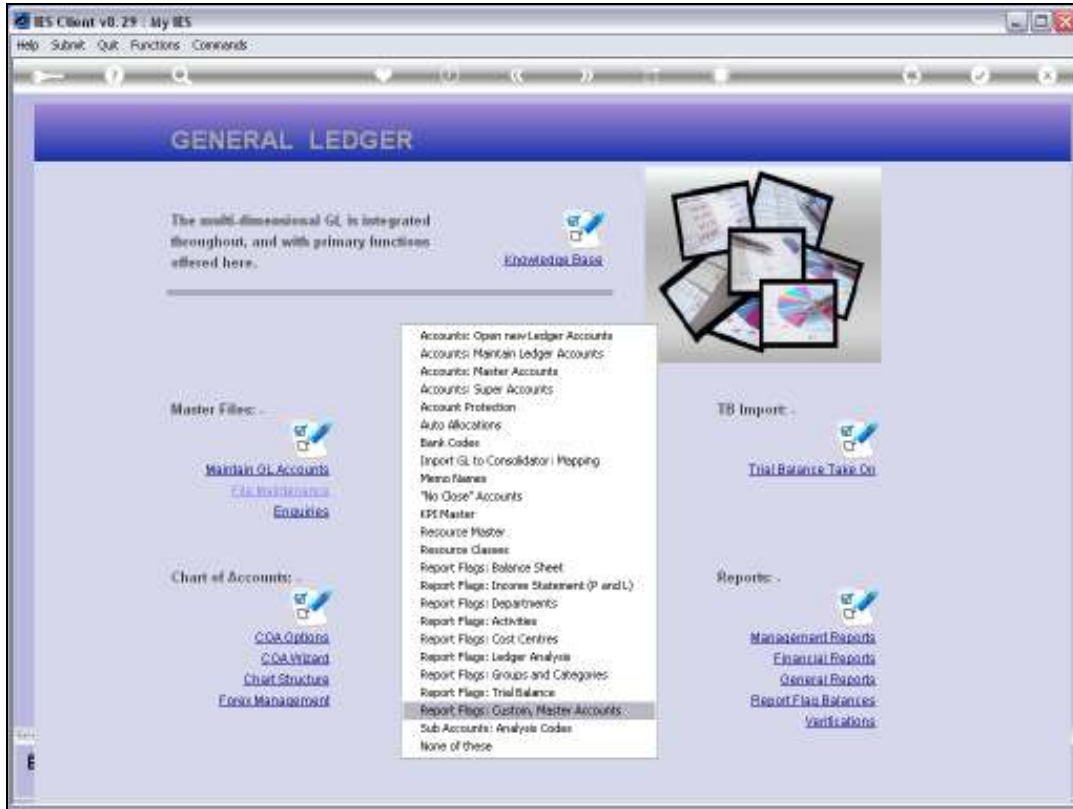 IES Client v8.29 : My IES
Help Submit Quit Functions Commands
GENERAL LEDGER
The multi-dimensional GL is integrated
throughout, and with primary functions
offered here.
Knowledge Base
Accounts: Open new Ledger Accounts
Accounts: Maintain Ledger Accounts
Accounts: Master Accounts
Accounts: Super Accounts
Account Protection
Auto Allocations
Bank Codes
Import GL to Consolidator : Mapping
Memo Names
"No Close" Accounts
KPI Master
Resource Master
Resource Classes
Report Flags: Balance Sheet
Report Flags: Income Statement (P and L)
Report Flags: Departments
Report Flags: Activities
Report Flags: Cost Centres
Report Flags: Ledger Analysis
Report Flags: Groups and Categories
Report Flags: Trial Balance
Report Flags: Custom, Master Accounts
Sub Accounts: Analysis Codes
None of these
Master Files: .
Maintain GL Accounts
File Maintenance
Enquiries
TB Import: .
Trial Balance Take On
Chart of Accounts: .
COA Options
COA Wizard
Chart Structure
Forex Management
Reports: .
Management Reports
Financial Reports
General Reports
Report Flag Balances
Verifications